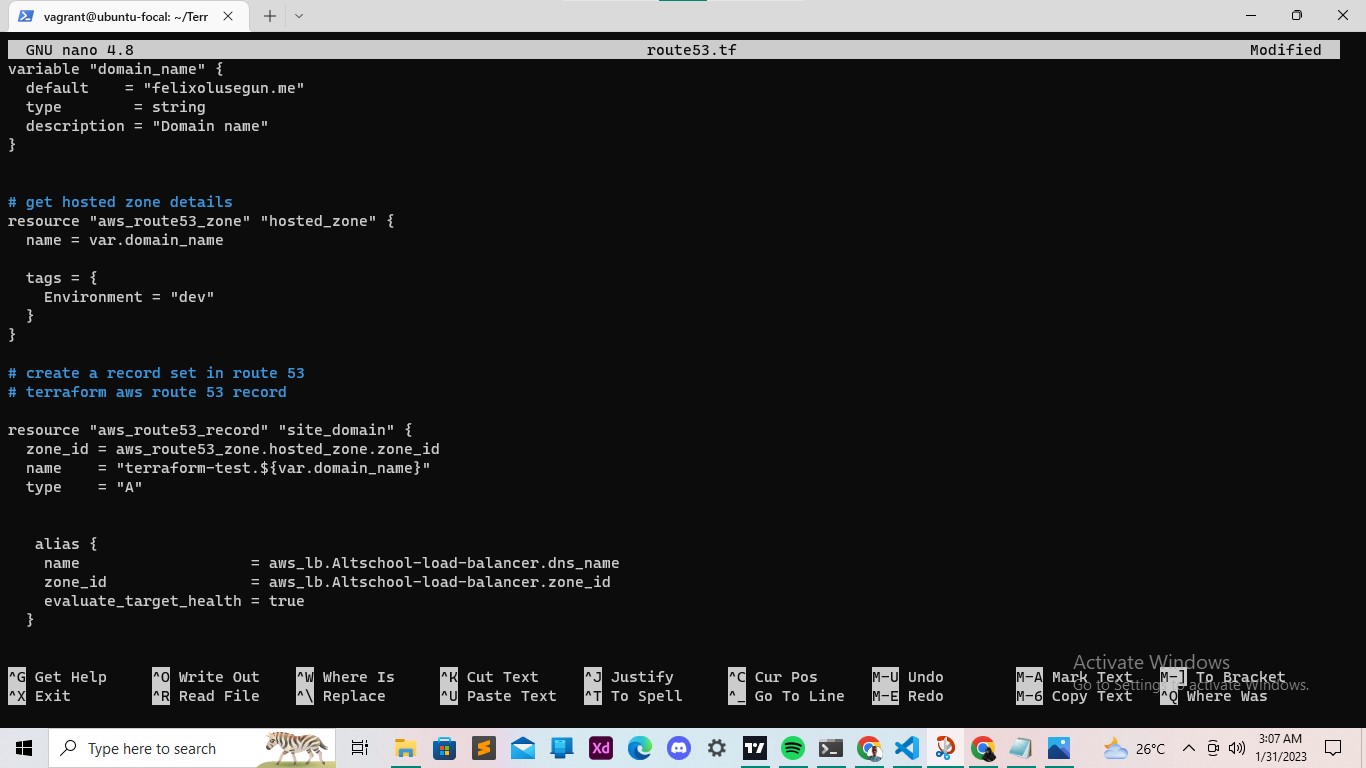 vagrant@ubuntu-focal: ~/Terr
GNU nano 4.8 route53.tf Modified
variable "domain_name" {
  default    = "felixolusegun.me"
  type        = string
  description = "Domain name"
}
# get hosted zone details
resource "aws_route53_zone" "hosted_zone" {
  name = var.domain_name
  tags = {
    Environment = "dev"
  }
}
# create a record set in route 53
# terraform aws route 53 record
resource "aws_route53_record" "site_domain" {
  zone_id = aws_route53_zone.hosted_zone.zone_id
  name    = "terraform-test.${var.domain_name}"
  type    = "A"
   alias {
    name                   = aws_lb.Altschool-load-balancer.dns_name
    zone_id                = aws_lb.Altschool-load-balancer.zone_id
    evaluate_target_health = true
  }
Activate Windows
Go to Settings to activate Windows.
^G Get Help ^O Write Out ^W Where Is ^K Cut Text ^J Justify ^C Cur Pos M-U Undo M-A Mark Text M-] To Bracket
^X Exit ^R Read File ^\ Replace ^U Paste Text ^T To Spell ^_ Go To Line M-E Redo M-6 Copy Text ^Q Where Was
Type here to search
Xd
26°C
3:07 AM
1/31/2023